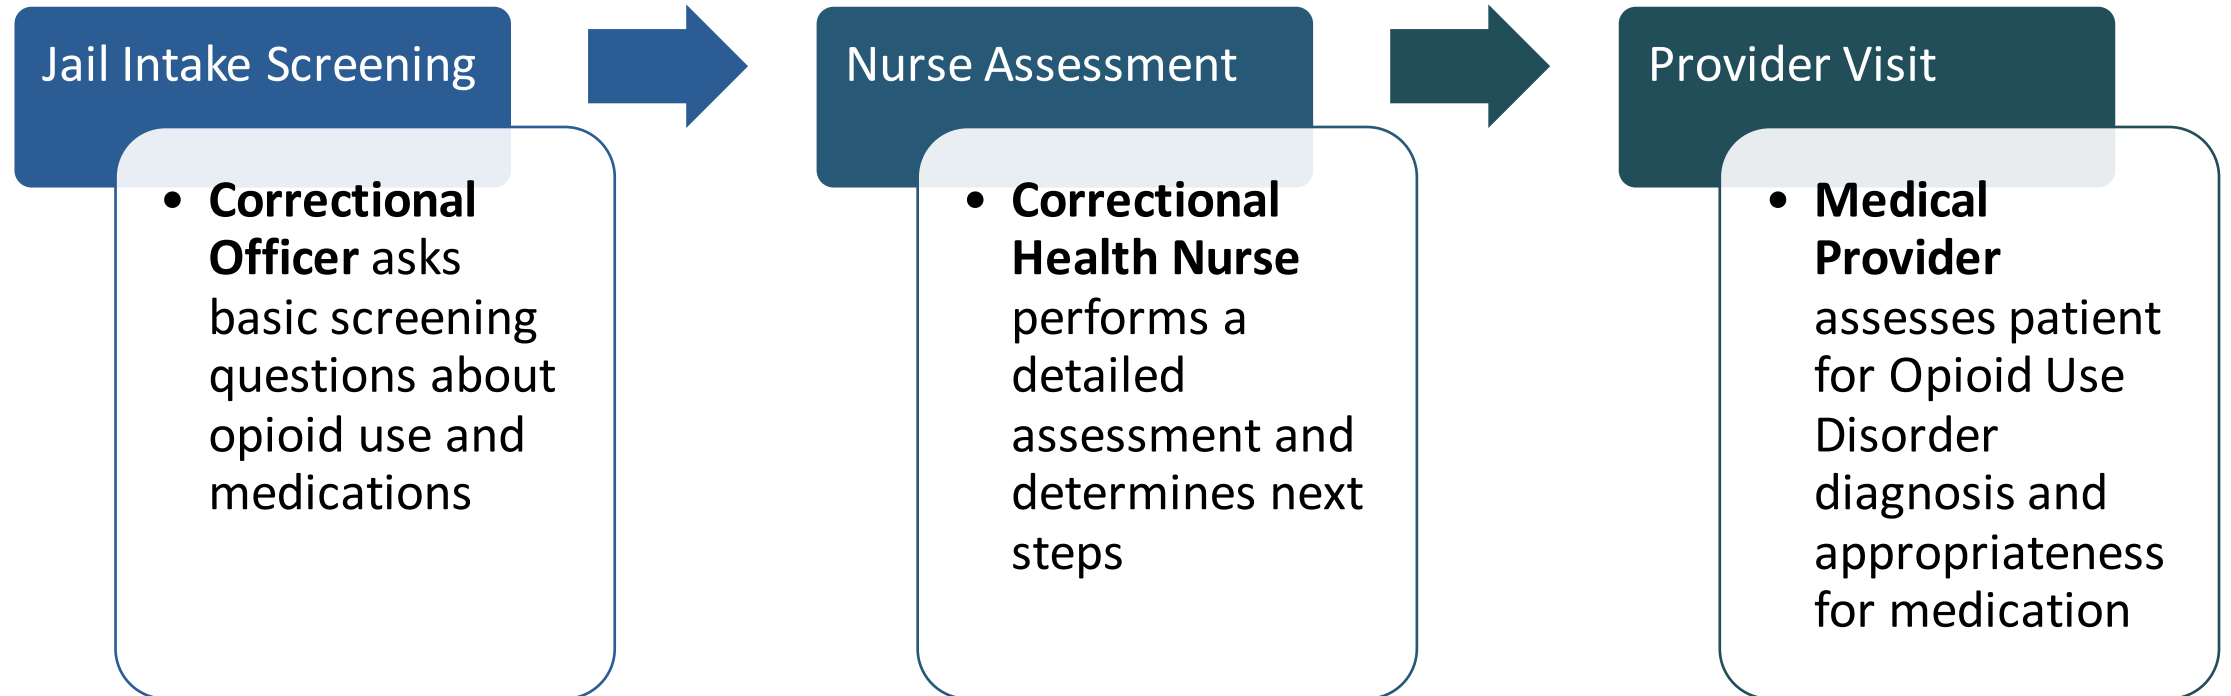 Jail Intake Screening
• Correctional
Officer asks
basic screening
questions about
opioid use and
medications
Nurse Assessment
• Correctional
Health Nurse
performs a
detailed
assessment and
determines next
steps
Provider Visit
• Medical
Provider
assesses patient
for Opioid Use
Disorder
diagnosis and
appropriateness
for medication